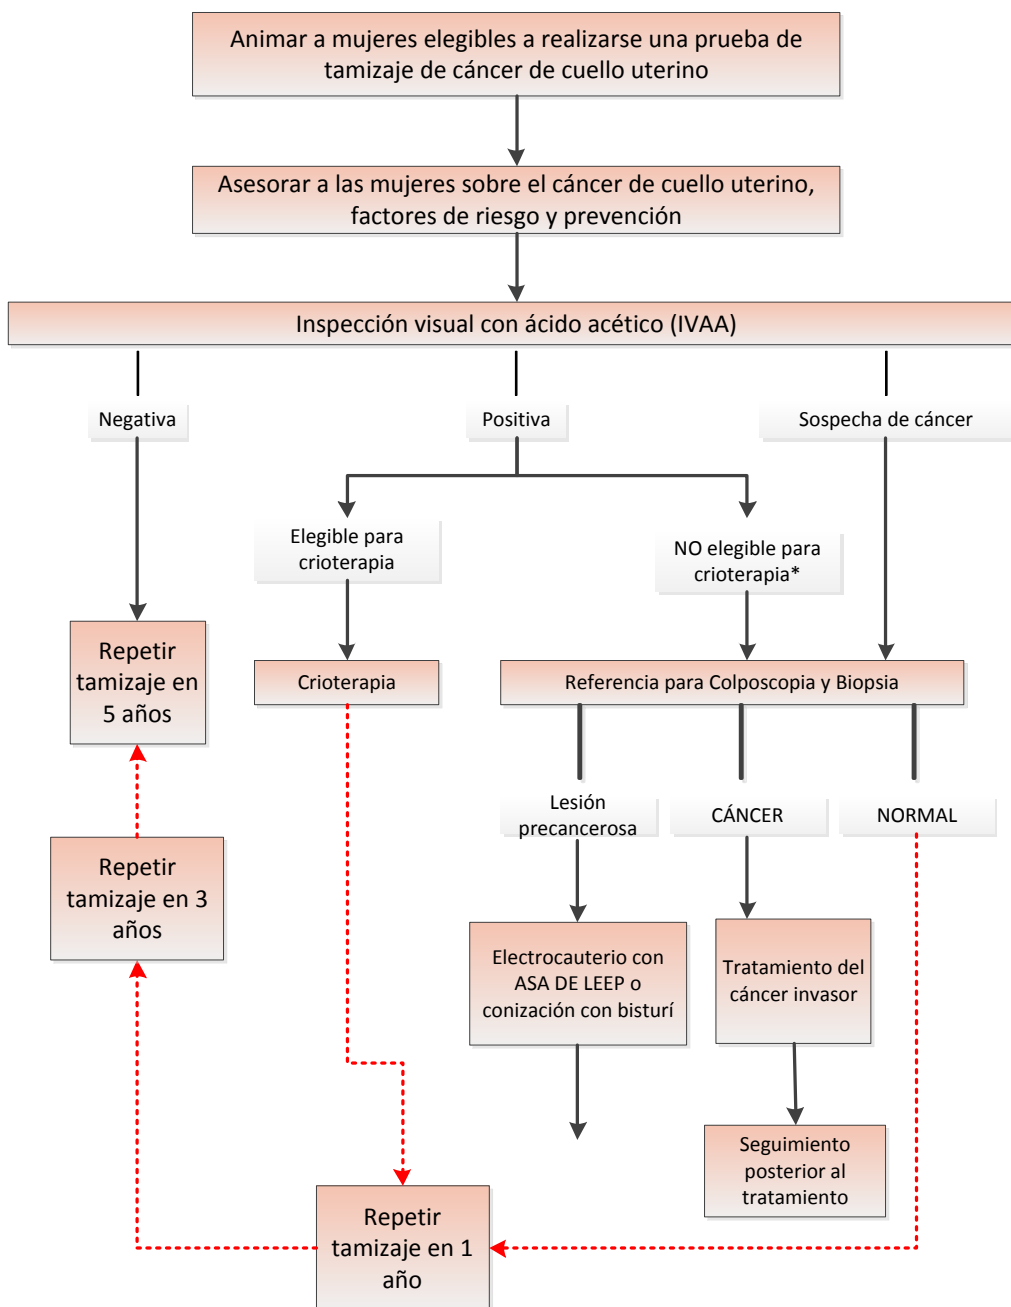 Animar a mujeres elegibles a realizarse una prueba de
tamizaje de cáncer de cuello uterino
Asesorar a las mujeres sobre el cáncer de cuello uterino,
factores de riesgo y prevención
Inspección visual con ácido acético (IVAA)
Negativa
Positiva
Sospecha de cáncer
Elegible para
crioterapia
NO elegible para
crioterapia*
Repetir
tamizaje en
5 años
Crioterapia
Referencia para Colposcopia y Biopsia
Lesión
precancerosa
CÁNCER
NORMAL
Repetir
tamizaje en 3
años
Electrocauterio con
ASA DE LEEP o
conización con bisturí
Tratamiento del
cáncer invasor
Seguimiento
posterior al
tratamiento
Repetir
tamizaje en 1
año